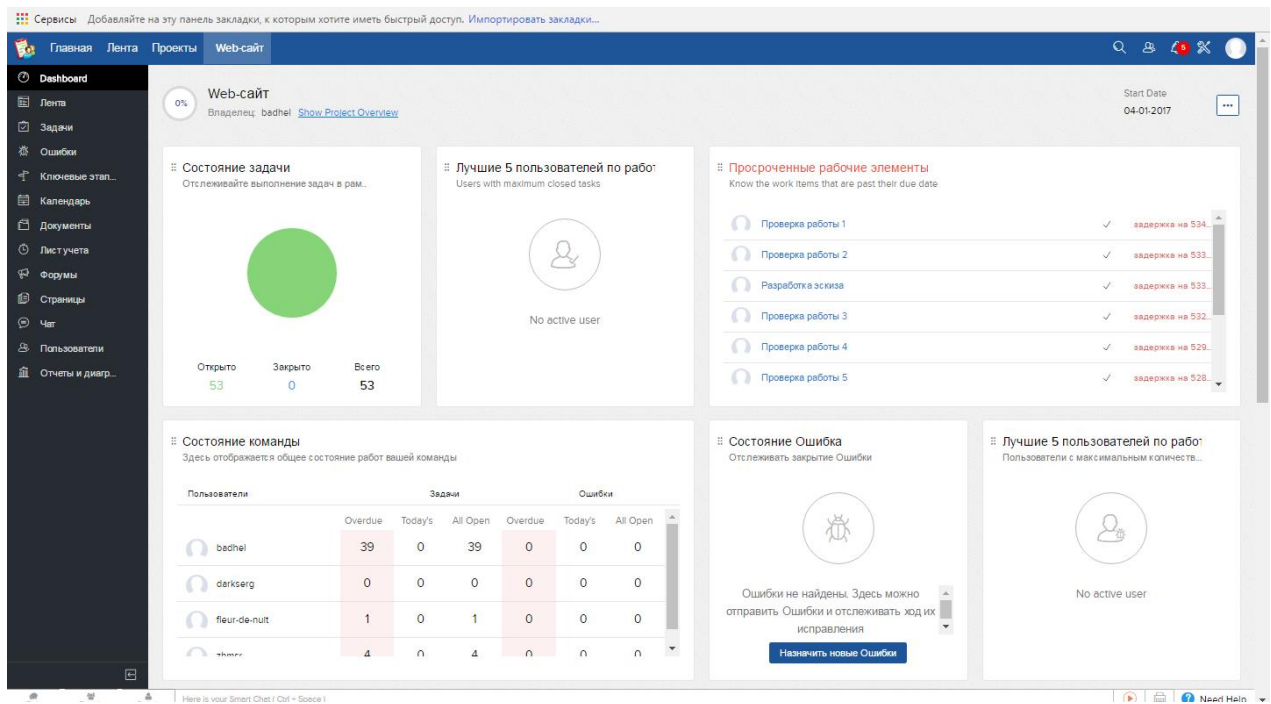 Сервисы Добавляйте на эту панель закладки, к которым хотите иметь быстрый доступ. Импортировать закладки...
Главная Лента Проекты Web-сайт
5
Dashboard
Лента
Задачи
Ошибки
Ключевые этап...
Календарь
Документы
Лист учета
Форумы
Страницы
Чат
Пользователи
Отчеты и диагр...
0%
Web-сайт
Владелец: badhel Show Project Overview
Start Date
04-01-2017
Состояние задачи
Отслеживайте выполнение задач в рам...
Открыто Закрыто Всего
53 0 53
Лучшие 5 пользователей по работ
Users with maximum closed tasks
No active user
Просроченные рабочие элементы
Know the work items that are past their due date
Проверка работы 1 задержка на 534...
Проверка работы 2 задержка на 533...
Разработка эскиза задержка на 533...
Проверка работы 3 задержка на 532...
Проверка работы 4 задержка на 529...
Проверка работы 5 задержка на 528...
Состояние команды
Здесь отображается общее состояние работ вашей команды
Пользователи Задачи Ошибки
Overdue Today's All Open Overdue Today's All Open
badhel 39 0 39 0 0 0
darkserg 0 0 0 0 0 0
fleur-de-nuit 1 0 1 0 0 0
4 0 4 0 0 0
Состояние Ошибка
Отслеживать закрытие Ошибки
Ошибки не найдены. Здесь можно
отправить Ошибки и отслеживать ход их
исправления
Назначить новые Ошибки
Лучшие 5 пользователей по работ
Пользователи с максимальным количеств...
No active user
Here is your Smart Chat ( Ctrl + Space )
Need Help